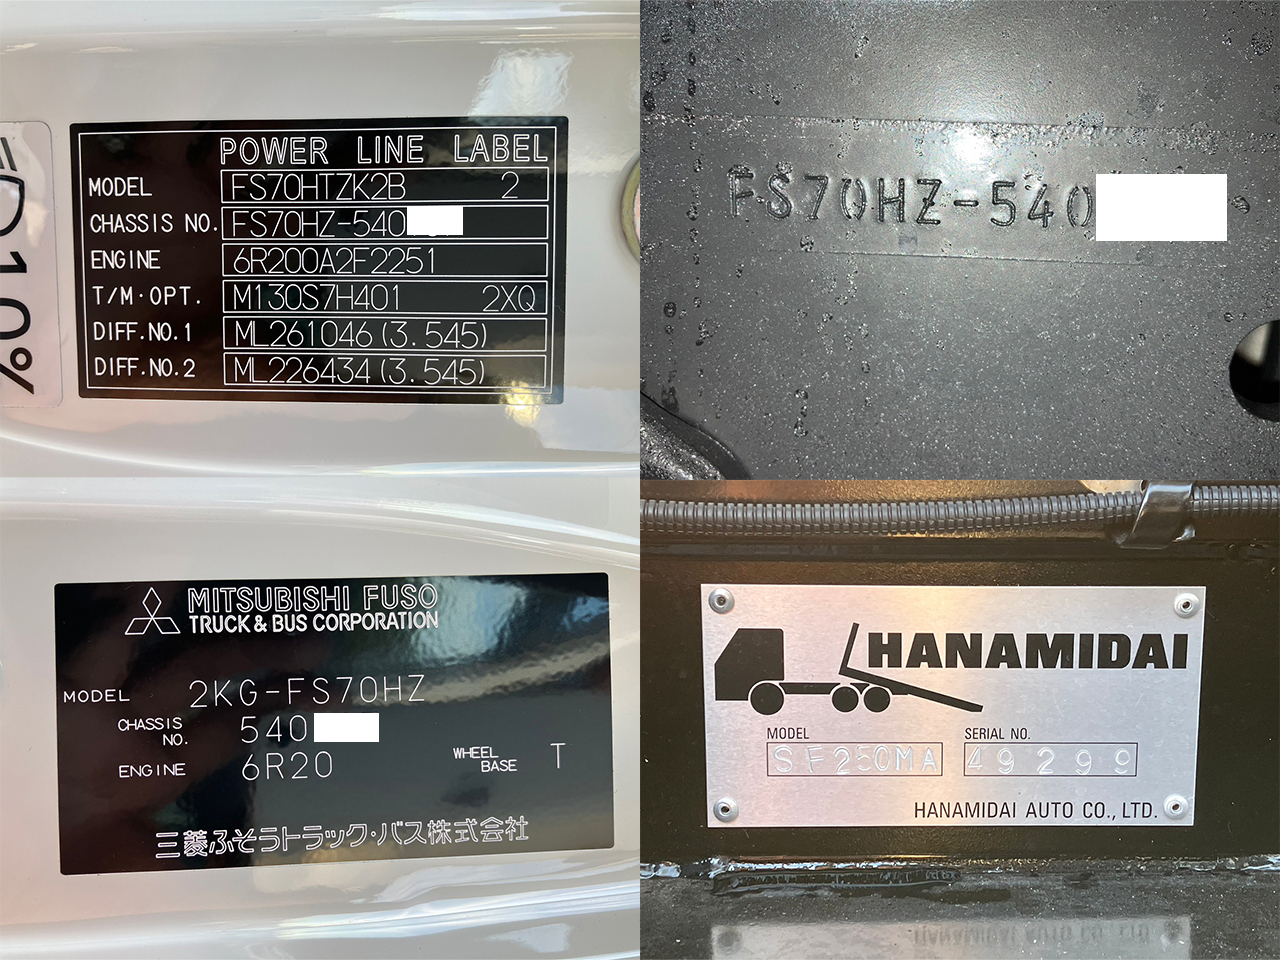 D10%
POWER LINE LABEL
MODEL FS70HTZK2B 2
CHASSIS NO. FS70HZ-540
ENGINE 6R200A2F2251
T/M·OPT. M130S7H401 2XQ
DIFF.NO.1 ML261046(3.545)
DIFF.NO.2 ML226434(3.545)
FS70HZ-540
MITSUBISHI FUSO
TRUCK & BUS CORPORATION
MODEL 2KG-FS70HZ
CHASSIS NO. 540
ENGINE 6R20
WHEEL BASE T
三菱ふそうトラック・バス株式会社
HANAMIDAI
MODEL SERIAL NO.
SF250MA 49299
HANAMIDAI AUTO CO., LTD.